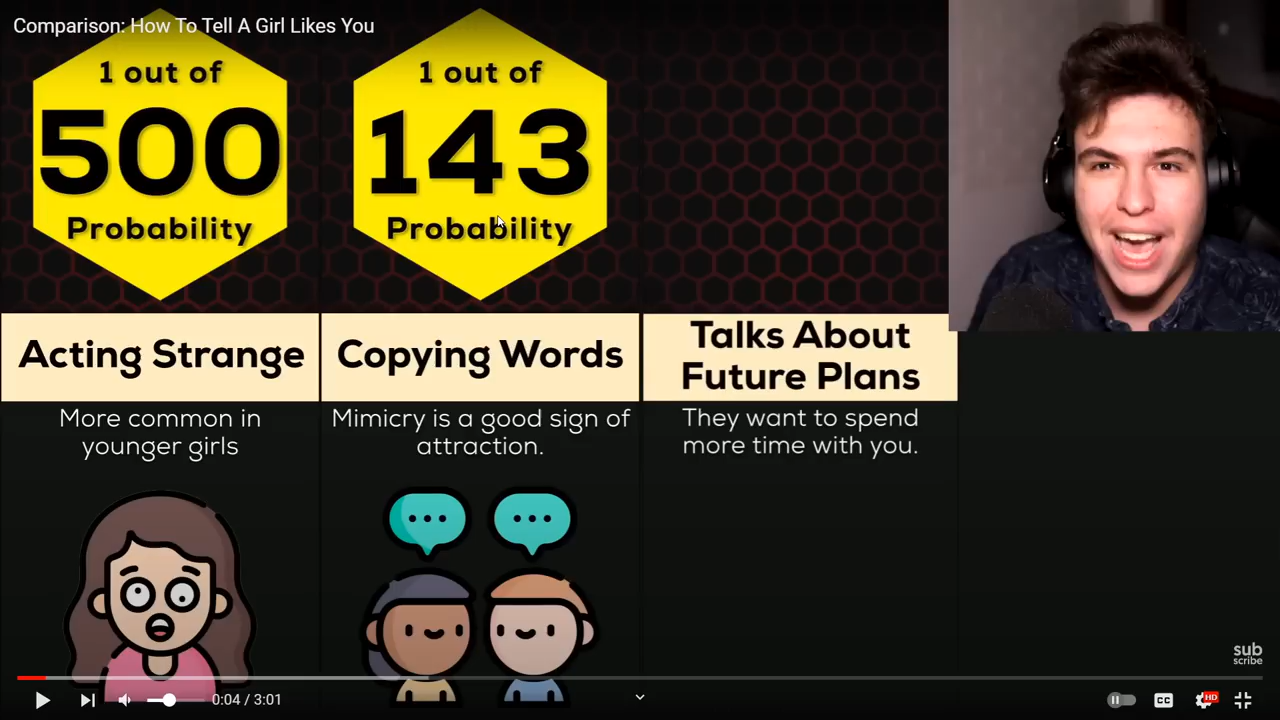 Comparison: How To Tell A Girl Likes You
1 out of
500
Probability
1 out of
143
Probability
Acting Strange
Copying Words
Talks About
Future Plans
More common in
younger girls
Mimicry is a good sign of
attraction.
They want to spend
more time with you.
sub
scribe
0:04 / 3:01
CC
HD